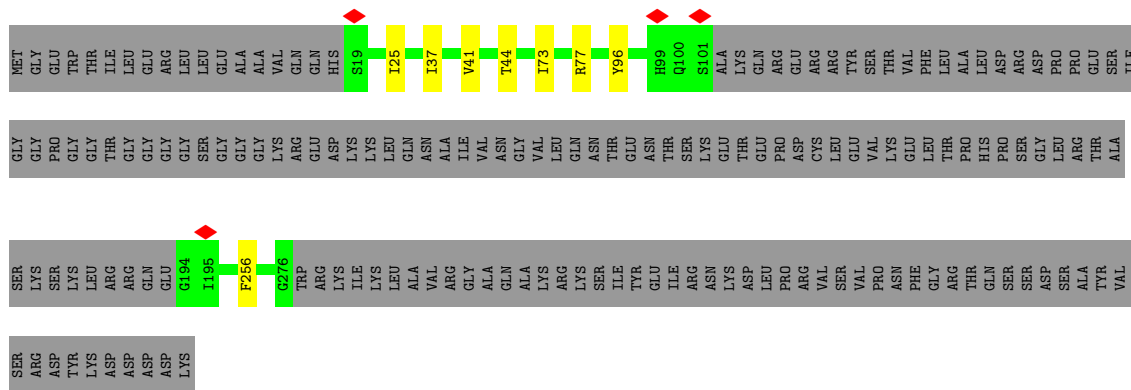 MET GLY GLU TRP THR ILE LEU GLU ARG LEU LEU GLU ALA ALA VAL GLN GLN HIS S19 I25 I37 V41 T44 I73 R77 Y96 H99 Q100 S101 ALA LYS GLN ARG GLU ARG ARG TYR SER THR VAL PHE LEU ALA LEU ASP ARG ASP PRO PRO GLU SER ILE
GLY GLY PRO GLY GLY THR GLY GLY GLY GLY SER GLY GLY GLY LYS ARG GLU ASP LYS LYS LEU GLN ASN ALA ILE VAL ASN GLY VAL LEU GLN ASN THR GLU ASN THR SER LYS GLU THR GLU PRO ASP CYS LEU GLU VAL LYS GLU LEU THR PRO HIS PRO SER GLY LEU ARG THR ALA
SER LYS SER LYS LEU ARG ARG GLN GLU G194 I195 F256 G276 TRP ARG LYS ILE LYS LEU ALA VAL ARG GLY ALA GLN ALA LYS ARG LYS SER ILE TYR GLU ILE ARG ASN LYS ASP LEU PRO ARG VAL SER VAL PRO ASN PHE GLY ARG THR GLN SER SER ASP SER ALA TYR VAL
SER ARG ASP TYR LYS ASP ASP ASP ASP LYS